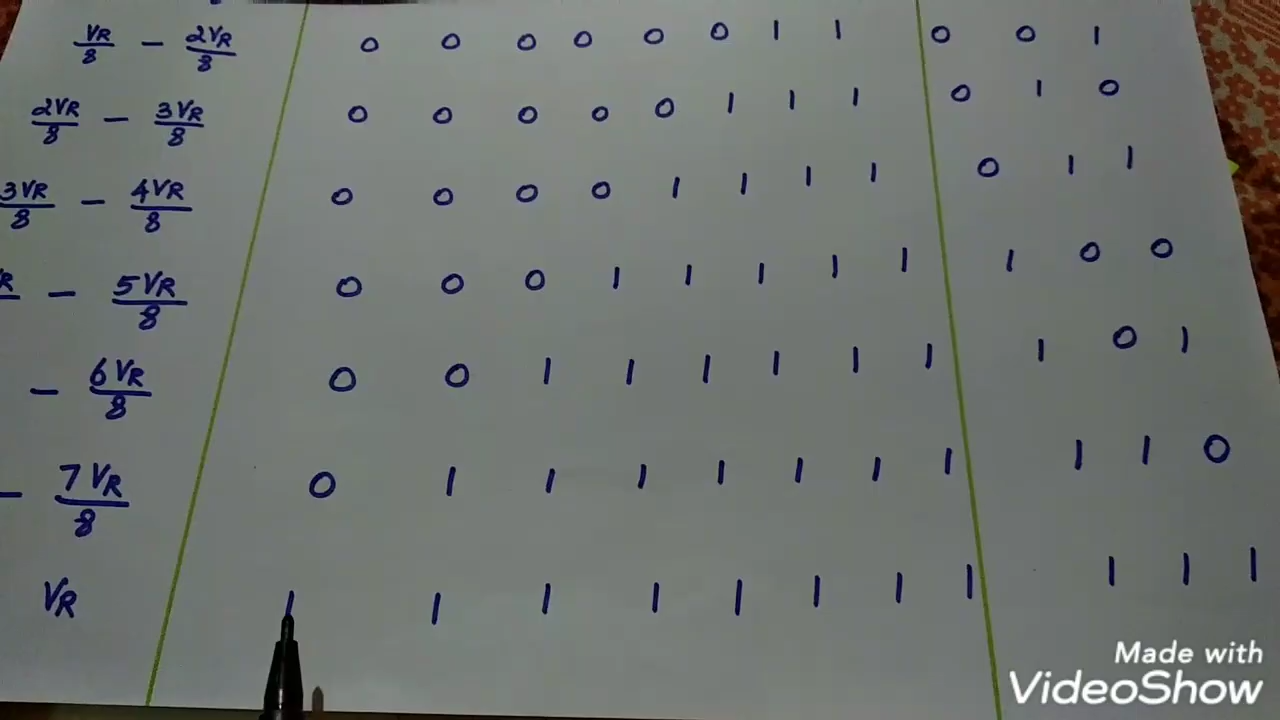 VR/8 - 2VR/8 0 0 0 0 0 0 1 1 0 0 1
2VR/8 - 3VR/8 0 0 0 0 0 1 1 1 0 1 0
3VR/8 - 4VR/8 0 0 0 0 1 1 1 1 0 1 1
- 5VR/8 0 0 0 1 1 1 1 1 1 0 0
- 6VR/8 0 0 1 1 1 1 1 1 1 0 1
- 7VR/8 0 1 1 1 1 1 1 1 1 1 0
VR 1 1 1 1 1 1 1 1 1 1 1
Made with
VideoShow